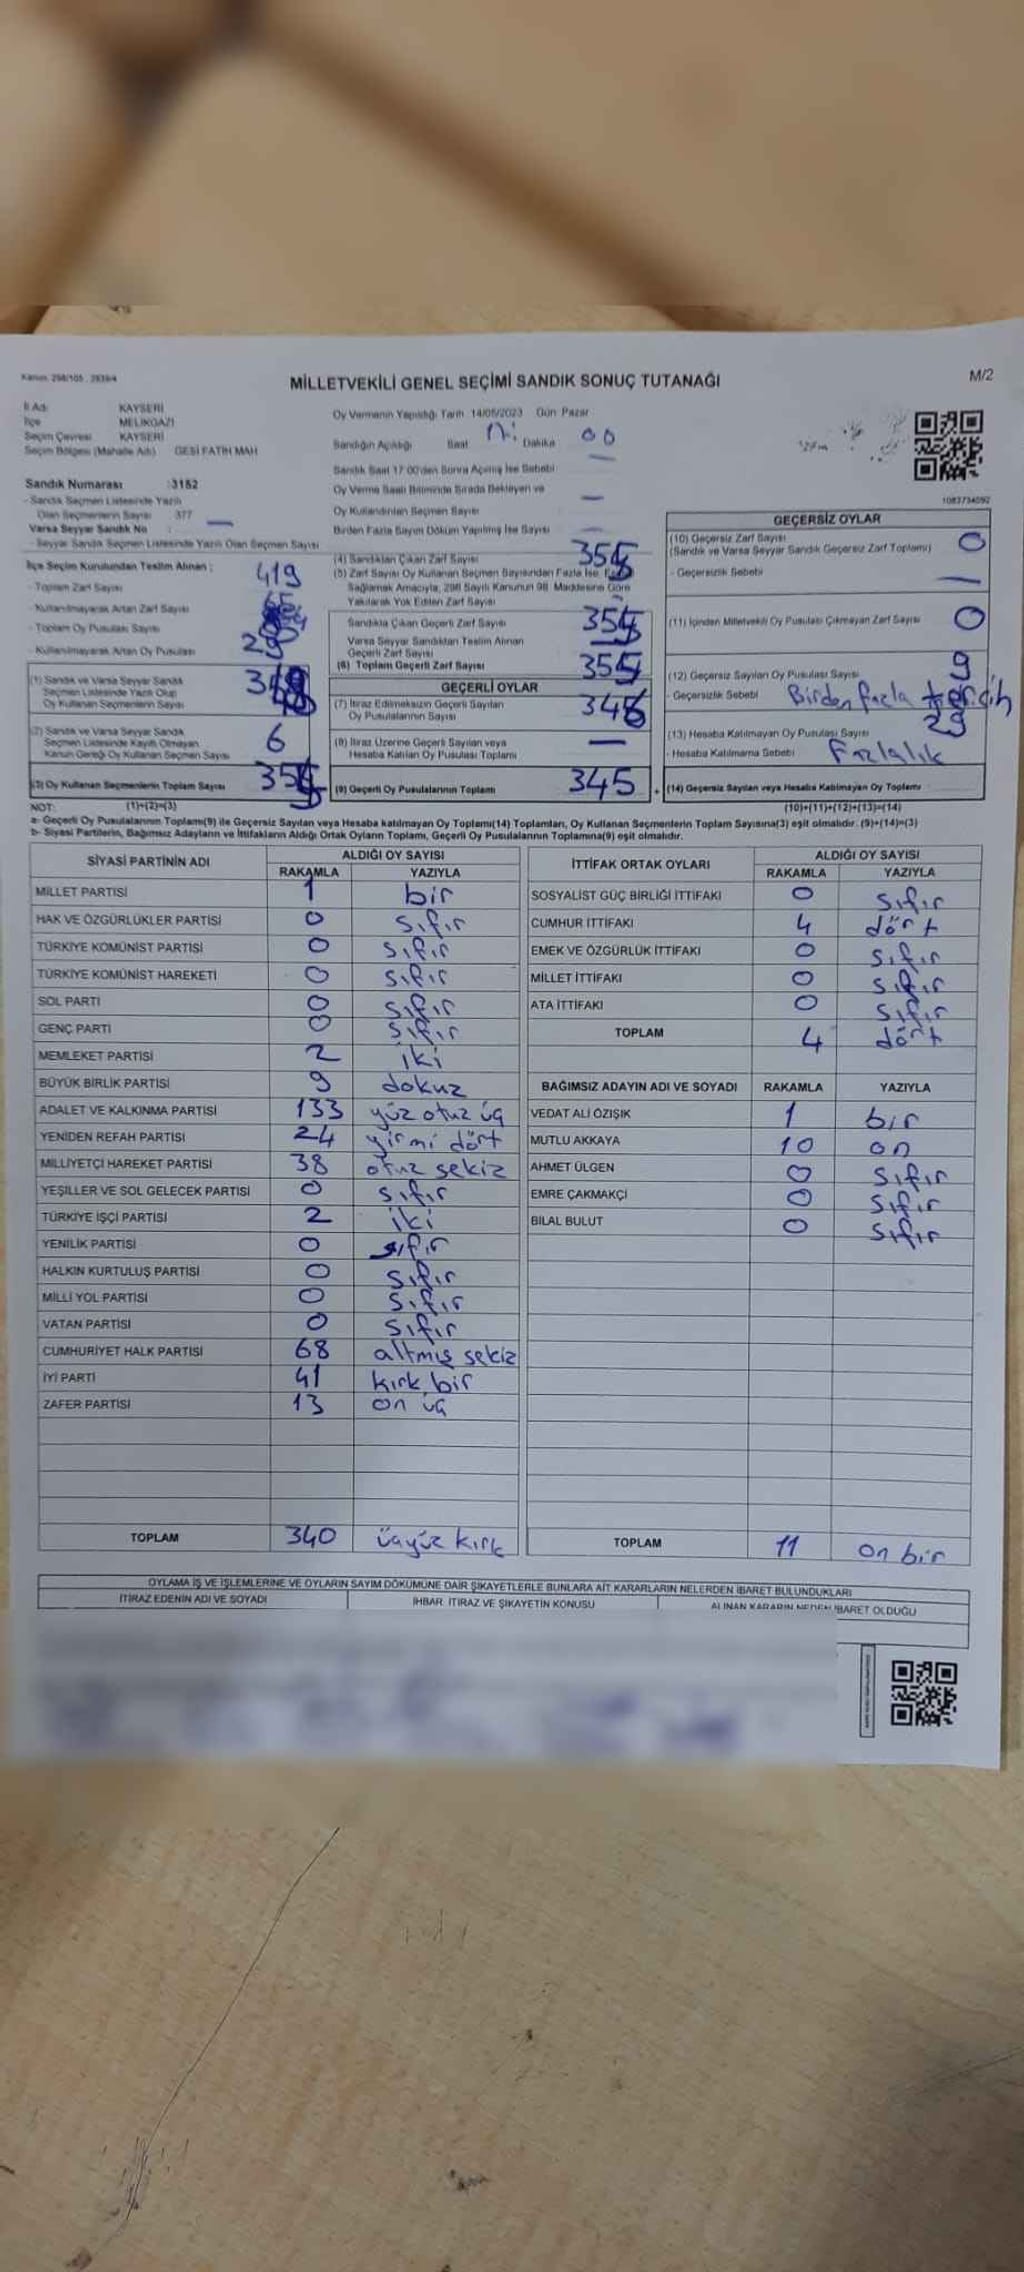 Kanun: 298/105 , 2839/4
MİLLETVEKİLİ GENEL SEÇİMİ SANDIK SONUÇ TUTANAĞI
M/2
İl Adı: KAYSERİ
İlçe MELİKGAZİ
Seçim Çevresi KAYSERİ
Seçim Bölgesi (Mahalle Adı) GESİ FATİH MAH
Sandık Numarası :3152
- Sandık Seçmen Listesinde Yazılı
Olan Seçmenlerin Sayısı 377
Varsa Seyyar Sandık No : —
- Seyyar Sandık Seçmen Listesinde Yazılı Olan Seçmen Sayısı
İlçe Seçim Kurulundan Teslim Alınan ;
- Toplam Zarf Sayısı 419
- Kullanılmayarak Artan Zarf Sayısı
- Toplam Oy Pusulası Sayısı
- Kullanılmayarak Artan Oy Pusulası
(1) Sandık ve Varsa Seyyar Sandık
Seçmen Listesinde Yazılı Olup
Oy Kullanan Seçmenlerin Sayısı
(2) Sandık ve Varsa Seyyar Sandık
Seçmen Listesinde Kayıtlı Olmayan
Kanun Gereği Oy Kullanan Seçmen Sayısı 6
(3) Oy Kullanan Seçmenlerin Toplam Sayısı
Oy Vermenin Yapıldığı Tarih 14/05/2023 Gün Pazar
Sandığın Açıldığı Saat Dakika 00
Sandık Saat 17:00'den Sonra Açılmış İse Sebebi —
Oy Verme Saati Bitiminde Sırada Bekleyen ve
Oy Kullandırılan Seçmen Sayısı —
Birden Fazla Sayım Döküm Yapılmış İse Sayısı —
(4) Sandıktan Çıkan Zarf Sayısı
(5) Zarf Sayısı Oy Kullanan Seçmen Sayısından Fazla İse,
Sağlamak Amacıyla, 298 Sayılı Kanunun 98. Maddesine Göre
Yakılarak Yok Edilen Zarf Sayısı
Sandıkta Çıkan Geçerli Zarf Sayısı
Varsa Seyyar Sandıktan Teslim Alınan
Geçerli Zarf Sayısı —
(6) Toplam Geçerli Zarf Sayısı
GEÇERLİ OYLAR
(7) İtiraz Edilmeksizin Geçerli Sayılan
Oy Pusulalarının Sayısı
(8) İtiraz Üzerine Geçerli Sayılan veya
Hesaba Katılan Oy Pusulası Toplamı —
(9) Geçerli Oy Pusulalarının Toplamı 345
1083734592
GEÇERSİZ OYLAR
(10) Geçersiz Zarf Sayısı
(Sandık ve Varsa Seyyar Sandık Geçersiz Zarf Toplamı) 0
- Geçersizlik Sebebi —
(11) İçinden Milletvekili Oy Pusulası Çıkmayan Zarf Sayısı 0
(12) Geçersiz Sayılan Oy Pusulası Sayısı 9
- Geçersizlik Sebebi Birden fazla tercih
(13) Hesaba Katılmayan Oy Pusulası Sayısı 29
- Hesaba Katılmama Sebebi Fazlalık
+ (14) Geçersiz Sayılan veya Hesaba Katılmayan Oy Toplamı
NOT: (1)+(2)=(3) (10)+(11)+(12)+(13)=(14)
a- Geçerli Oy Pusulalarının Toplamı(9) ile Geçersiz Sayılan veya Hesaba katılmayan Oy Toplamı(14) Toplamları, Oy Kullanan Seçmenlerin Toplam Sayısına(3) eşit olmalıdır. (9)+(14)=(3)
b- Siyasi Partilerin, Bağımsız Adayların ve İttifakların Aldığı Ortak Oyların Toplamı, Geçerli Oy Pusulalarının Toplamına(9) eşit olmalıdır.
SİYASİ PARTİNİN ADI ALDIĞI OY SAYISI
RAKAMLA YAZIYLA
MİLLET PARTİSİ 1 bir
HAK VE ÖZGÜRLÜKLER PARTİSİ 0 sıfır
TÜRKİYE KOMÜNİST PARTİSİ 0 sıfır
TÜRKİYE KOMÜNİST HAREKETİ 0 sıfır
SOL PARTİ 0 sıfır
GENÇ PARTİ 0 sıfır
MEMLEKET PARTİSİ 2 iki
BÜYÜK BİRLİK PARTİSİ 9 dokuz
ADALET VE KALKINMA PARTİSİ 133 yüz otuz üç
YENİDEN REFAH PARTİSİ 24 yirmi dört
MİLLİYETÇİ HAREKET PARTİSİ 38 otuz sekiz
YEŞİLLER VE SOL GELECEK PARTİSİ 0 sıfır
TÜRKİYE İŞÇİ PARTİSİ 2 iki
YENİLİK PARTİSİ 0 sıfır
HALKIN KURTULUŞ PARTİSİ 0 sıfır
MİLLİ YOL PARTİSİ 0 sıfır
VATAN PARTİSİ 0 sıfır
CUMHURİYET HALK PARTİSİ 68 altmış sekiz
İYİ PARTİ 41 kırk bir
ZAFER PARTİSİ 13 on üç
TOPLAM 340 üçyüz kırk
İTTİFAK ORTAK OYLARI ALDIĞI OY SAYISI
RAKAMLA YAZIYLA
SOSYALİST GÜÇ BİRLİĞİ İTTİFAKI 0 sıfır
CUMHUR İTTİFAKI 4 dört
EMEK VE ÖZGÜRLÜK İTTİFAKI 0 sıfır
MİLLET İTTİFAKI 0 sıfır
ATA İTTİFAKI 0 sıfır
TOPLAM 4 dört
BAĞIMSIZ ADAYIN ADI VE SOYADI RAKAMLA YAZIYLA
VEDAT ALİ ÖZIŞIK 1 bir
MUTLU AKKAYA 10 on
AHMET ÜLGEN 0 sıfır
EMRE ÇAKMAKÇİ 0 sıfır
BİLAL BULUT 0 sıfır
TOPLAM 11 on bir
OYLAMA İŞ VE İŞLEMLERİNE VE OYLARIN SAYIM DÖKÜMÜNE DAİR ŞİKAYETLERLE BUNLARA AİT KARARLARIN NELERDEN İBARET BULUNDUKLARI
İTİRAZ EDENİN ADI VE SOYADI İHBAR, İTİRAZ VE ŞİKAYETİN KONUSU ALINAN KARARIN NEDEN İBARET OLDUĞU